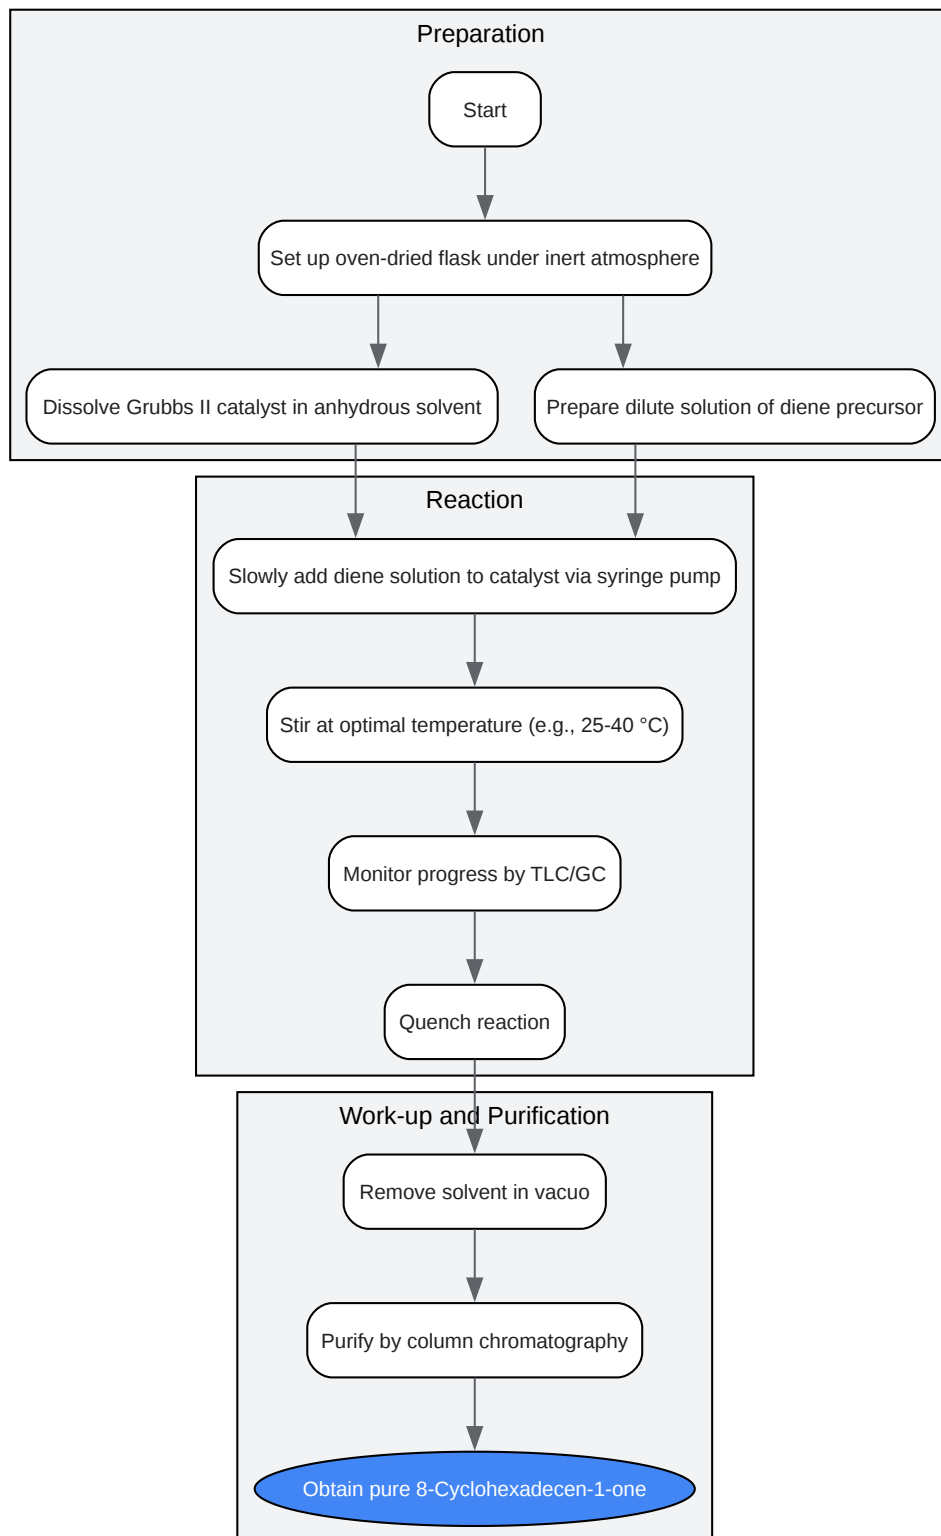 Preparation
Start
Set up oven-dried flask under inert atmosphere
Dissolve Grubbs II catalyst in anhydrous solvent
Prepare dilute solution of diene precursor
Reaction
Slowly add diene solution to catalyst via syringe pump
Stir at optimal temperature (e.g., 25-40 °C)
Monitor progress by TLC/GC
Quench reaction
Work-up and Purification
Remove solvent in vacuo
Purify by column chromatography
Obtain pure 8-Cyclohexadecen-1-one